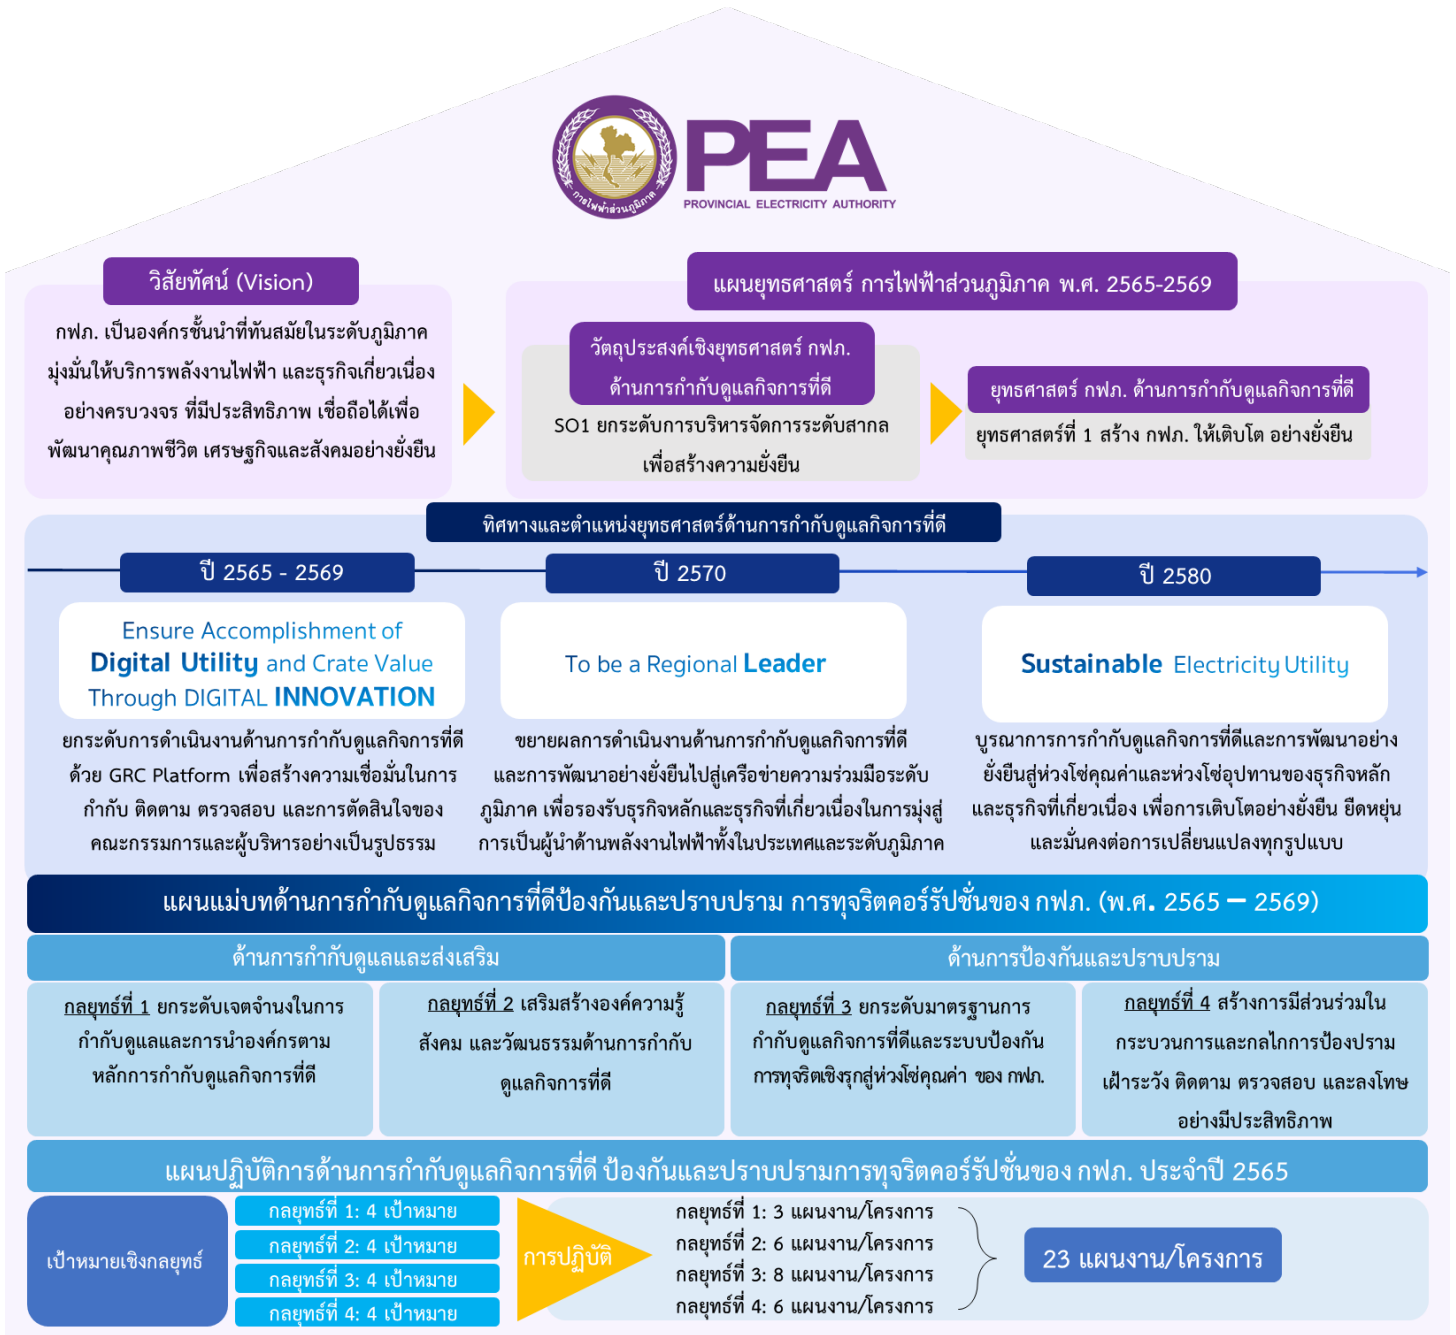 การไฟฟ้าส่วนภูมิภาค
PEA
PROVINCIAL ELECTRICITY AUTHORITY
วิสัยทัศน์ (Vision)
กฟภ. เป็นองค์กรชั้นนำที่ทันสมัยในระดับภูมิภาค
มุ่งมั่นให้บริการพลังงานไฟฟ้า และธุรกิจเกี่ยวเนื่อง
อย่างครบวงจร ที่มีประสิทธิภาพ เชื่อถือได้เพื่อ
พัฒนาคุณภาพชีวิต เศรษฐกิจและสังคมอย่างยั่งยืน
แผนยุทธศาสตร์ การไฟฟ้าส่วนภูมิภาค พ.ศ. 2565-2569
วัตถุประสงค์เชิงยุทธศาสตร์ กฟภ.
ด้านการกำกับดูแลกิจการที่ดี
SO1 ยกระดับการบริหารจัดการระดับสากล
เพื่อสร้างความยั่งยืน
ยุทธศาสตร์ กฟภ. ด้านการกำกับดูแลกิจการที่ดี
ยุทธศาสตร์ที่ 1 สร้าง กฟภ. ให้เติบโต อย่างยั่งยืน
ทิศทางและตำแหน่งยุทธศาสตร์ด้านการกำกับดูแลกิจการที่ดี
ปี 2565 - 2569
Ensure Accomplishment of
Digital Utility and Crate Value
Through DIGITAL INNOVATION
ยกระดับการดำเนินงานด้านการกำกับดูแลกิจการที่ดี
ด้วย GRC Platform เพื่อสร้างความเชื่อมั่นในการ
กำกับ ติดตาม ตรวจสอบ และการตัดสินใจของ
คณะกรรมการและผู้บริหารอย่างเป็นรูปธรรม
ปี 2570
To be a Regional Leader
ขยายผลการดำเนินงานด้านการกำกับดูแลกิจการที่ดี
และการพัฒนาอย่างยั่งยืนไปสู่เครือข่ายความร่วมมือระดับ
ภูมิภาค เพื่อรองรับธุรกิจหลักและธุรกิจที่เกี่ยวเนื่องในการมุ่งสู่
การเป็นผู้นำด้านพลังงานไฟฟ้าทั้งในประเทศและระดับภูมิภาค
ปี 2580
Sustainable Electricity Utility
บูรณาการการกำกับดูแลกิจการที่ดีและการพัฒนาอย่าง
ยั่งยืนสู่ห่วงโซ่คุณค่าและห่วงโซ่อุปทานของธุรกิจหลัก
และธุรกิจที่เกี่ยวเนื่อง เพื่อการเติบโตอย่างยั่งยืน ยืดหยุ่น
และมั่นคงต่อการเปลี่ยนแปลงทุกรูปแบบ
แผนแม่บทด้านการกำกับดูแลกิจการที่ดีป้องกันและปราบปราม การทุจริตคอร์รัปชั่นของ กฟภ. (พ.ศ. 2565 – 2569)
ด้านการกำกับดูแลและส่งเสริม
ด้านการป้องกันและปราบปราม
กลยุทธ์ที่ 1 ยกระดับเจตจำนงในการ
กำกับดูแลและการนำองค์กรตาม
หลักการกำกับดูแลกิจการที่ดี
กลยุทธ์ที่ 2 เสริมสร้างองค์ความรู้
สังคม และวัฒนธรรมด้านการกำกับ
ดูแลกิจการที่ดี
กลยุทธ์ที่ 3 ยกระดับมาตรฐานการ
กำกับดูแลกิจการที่ดีและระบบป้องกัน
การทุจริตเชิงรุกสู่ห่วงโซ่คุณค่า ของ กฟภ.
กลยุทธ์ที่ 4 สร้างการมีส่วนร่วมใน
กระบวนการและกลไกการป้องปราม
เฝ้าระวัง ติดตาม ตรวจสอบ และลงโทษ
อย่างมีประสิทธิภาพ
แผนปฏิบัติการด้านการกำกับดูแลกิจการที่ดี ป้องกันและปราบปรามการทุจริตคอร์รัปชั่นของ กฟภ. ประจำปี 2565
เป้าหมายเชิงกลยุทธ์
กลยุทธ์ที่ 1: 4 เป้าหมาย
กลยุทธ์ที่ 2: 4 เป้าหมาย
กลยุทธ์ที่ 3: 4 เป้าหมาย
กลยุทธ์ที่ 4: 4 เป้าหมาย
การปฏิบัติ
กลยุทธ์ที่ 1: 3 แผนงาน/โครงการ
กลยุทธ์ที่ 2: 6 แผนงาน/โครงการ
กลยุทธ์ที่ 3: 8 แผนงาน/โครงการ
กลยุทธ์ที่ 4: 6 แผนงาน/โครงการ
23 แผนงาน/โครงการ